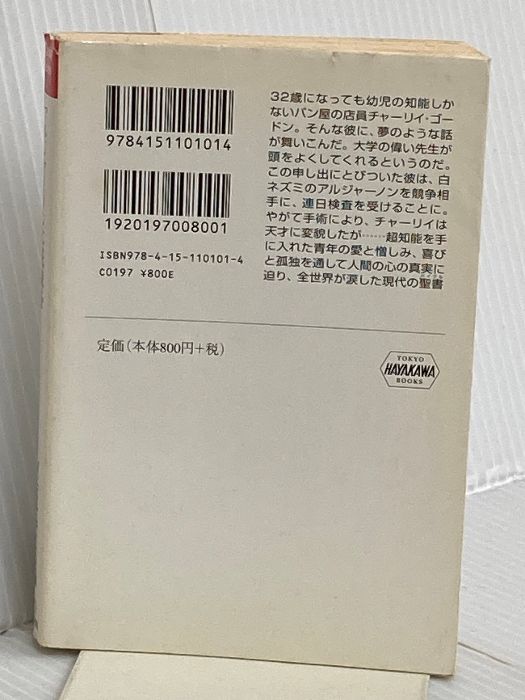 9784151101014
1920197008001
ISBN978-4-15-110101-4
C0197 ¥800E
32歳になっても幼児の知能しか
ないパン屋の店員チャーリイ・ゴー
ドン。そんな彼に、夢のような話
が舞いこんだ。大学の偉い先生が
頭をよくしてくれるというのだ。
この申し出にとびついた彼は、白
ネズミのアルジャーノンを競争相
手に、連日検査を受けることに。
やがて手術により、チャーリイは
天才に変貌したが……超知能を手
に入れた青年の愛と憎しみ、喜び
と孤独を通して人間の心の真実に
迫り、全世界が涙した現代の聖書
定価(本体800円+税)
TOKYO
HAYAKAWA
BOOKS